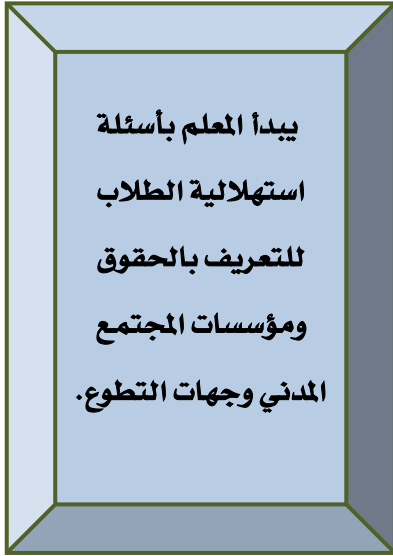 يبدأ المعلم بأسئلة
استهلالية الطلاب
للتعريف بالحقوق
ومؤسسات المجتمع
المدني وجهات التطوع.